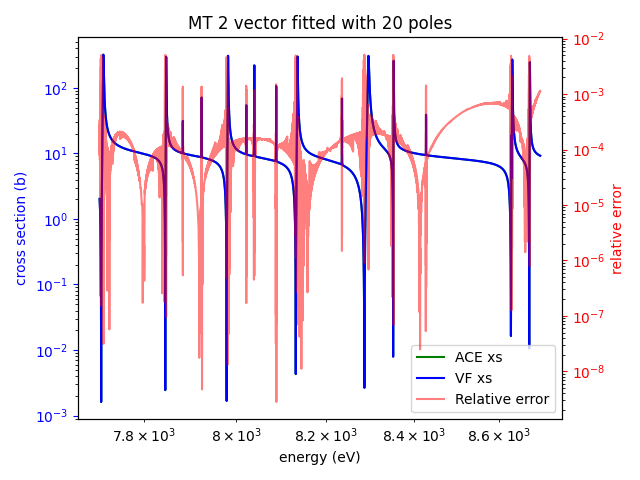 MT 2 vector fitted with 20 poles
cross section (b)
10²
10¹
10⁰
10⁻¹
10⁻²
10⁻³
10⁻²
10⁻³
10⁻⁴
10⁻⁵
10⁻⁶
10⁻⁷
10⁻⁸
relative error
ACE xs
VF xs
Relative error
7.8 × 10³ 8 × 10³ 8.2 × 10³ 8.4 × 10³ 8.6 × 10³
energy (eV)